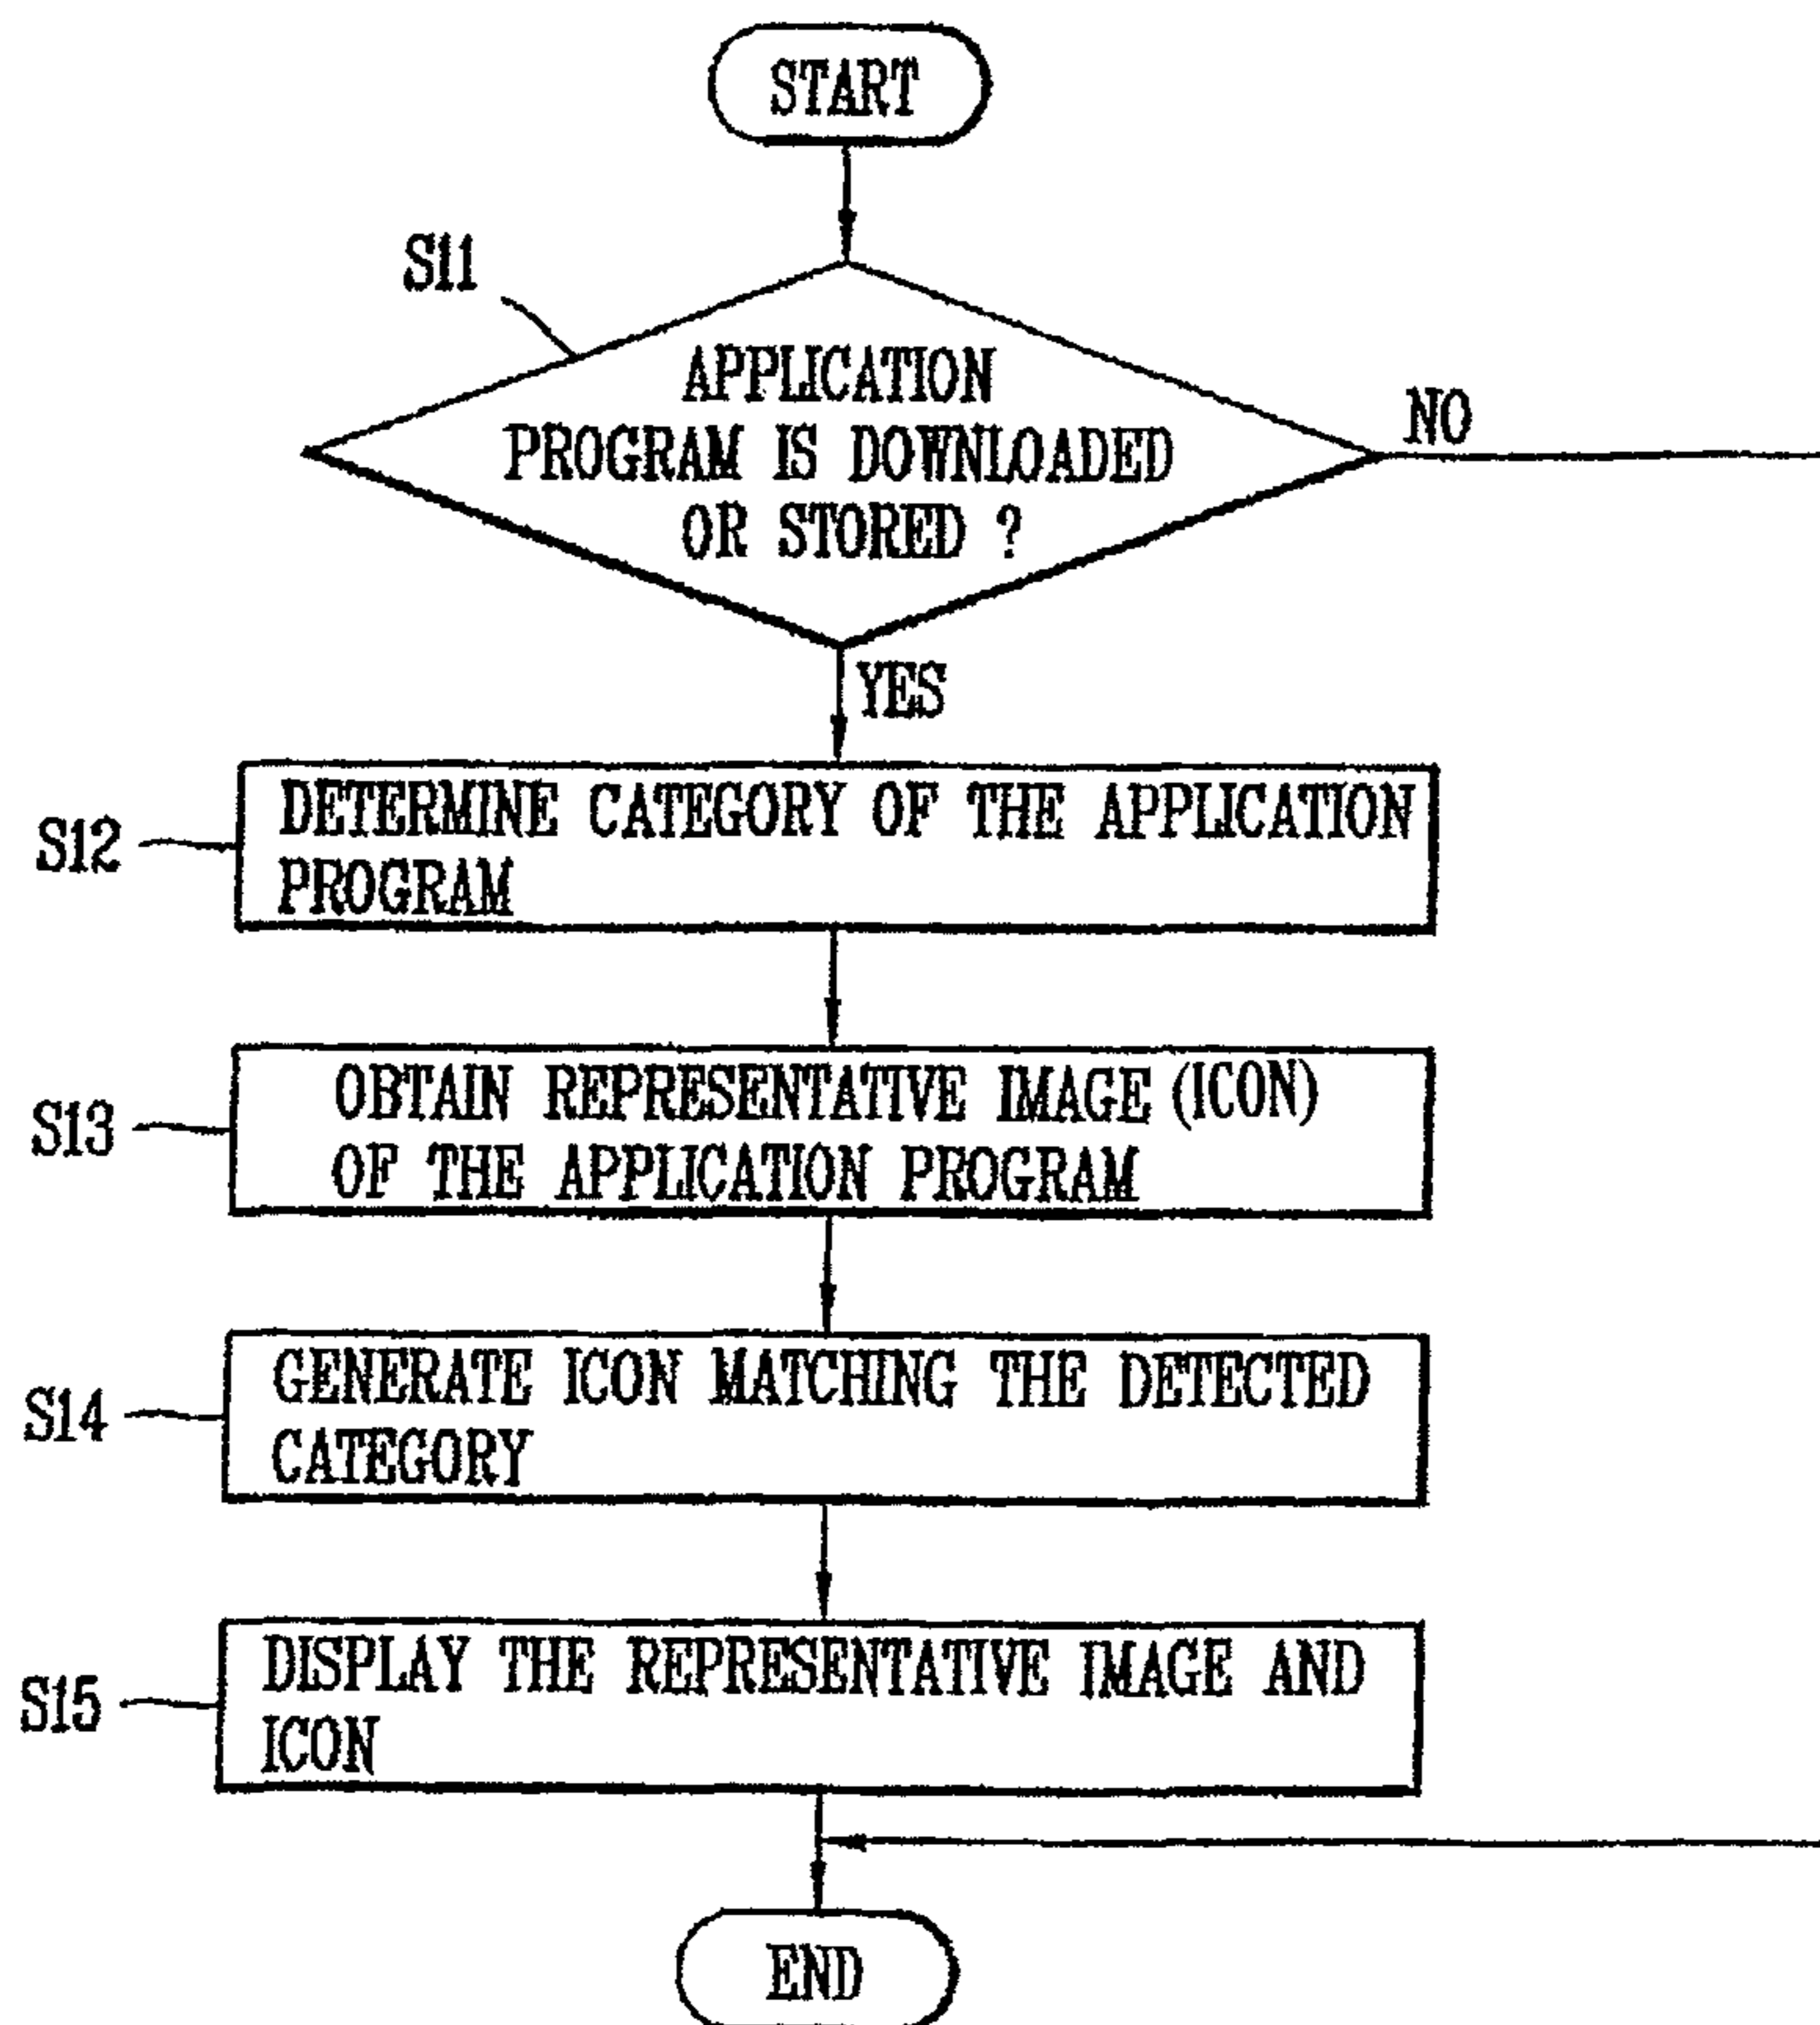 START
S11
APPLICATION
PROGRAM IS DOWNLOADED
OR STORED ?
NO
YES
S12
DETERMINE CATEGORY OF THE APPLICATION
PROGRAM
S13
OBTAIN REPRESENTATIVE IMAGE (ICON)
OF THE APPLICATION PROGRAM
S14
GENERATE ICON MATCHING THE DETECTED
CATEGORY
S15
DISPLAY THE REPRESENTATIVE IMAGE AND
ICON
END